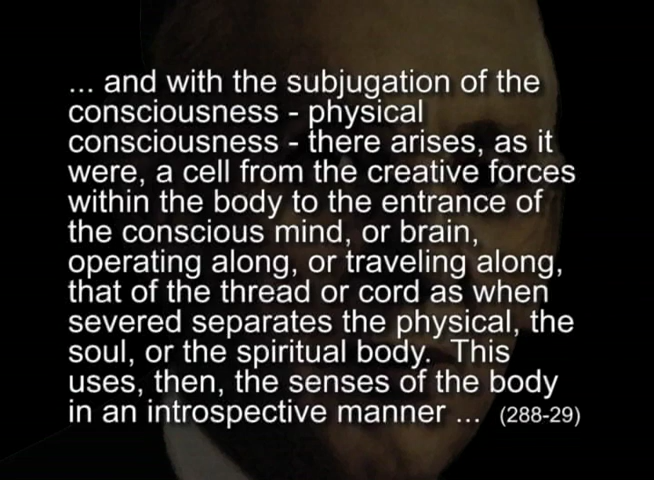 ... and with the subjugation of the
consciousness - physical
consciousness - there arises, as it
were, a cell from the creative forces
within the body to the entrance of
the conscious mind, or brain,
operating along, or traveling along,
that of the thread or cord as when
severed separates the physical, the
soul, or the spiritual body.  This
uses, then, the senses of the body
in an introspective manner ...  (288-29)